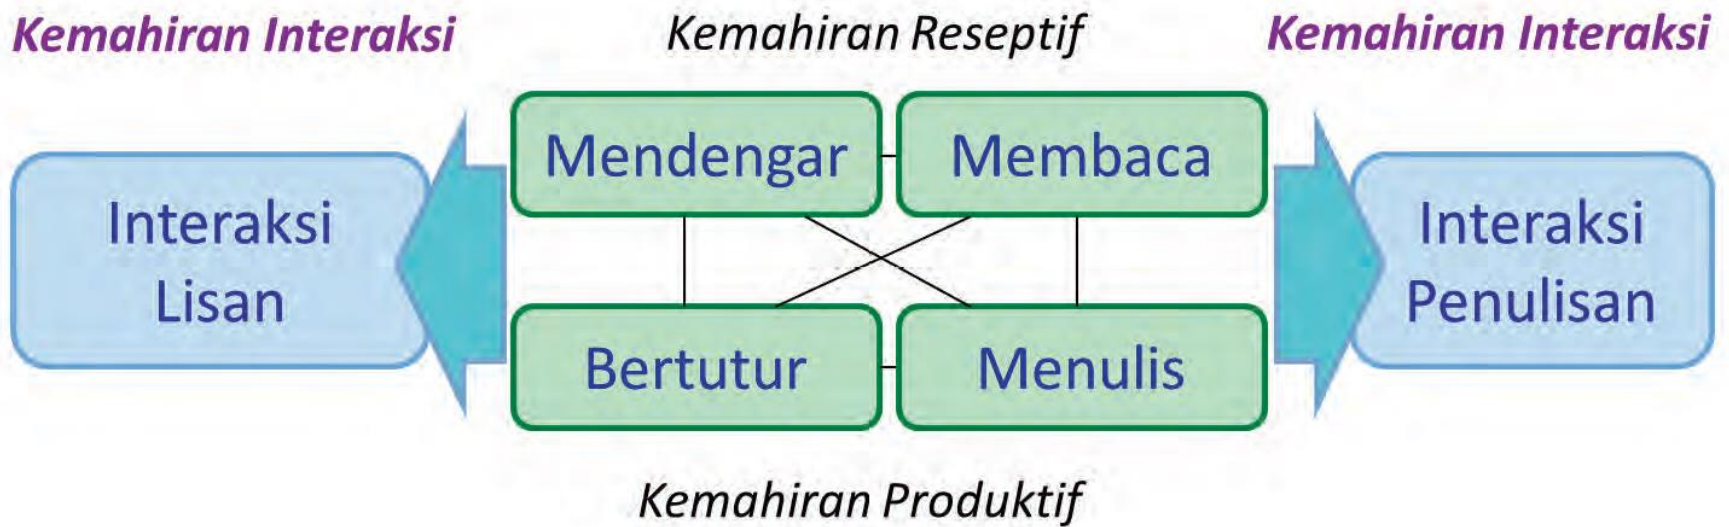 Kemahiran Interaksi
Kemahiran Reseptif
Kemahiran Interaksi
Mendengar
Membaca
Interaksi
Lisan
Interaksi
Penulisan
Bertutur
Menulis
Kemahiran Produktif